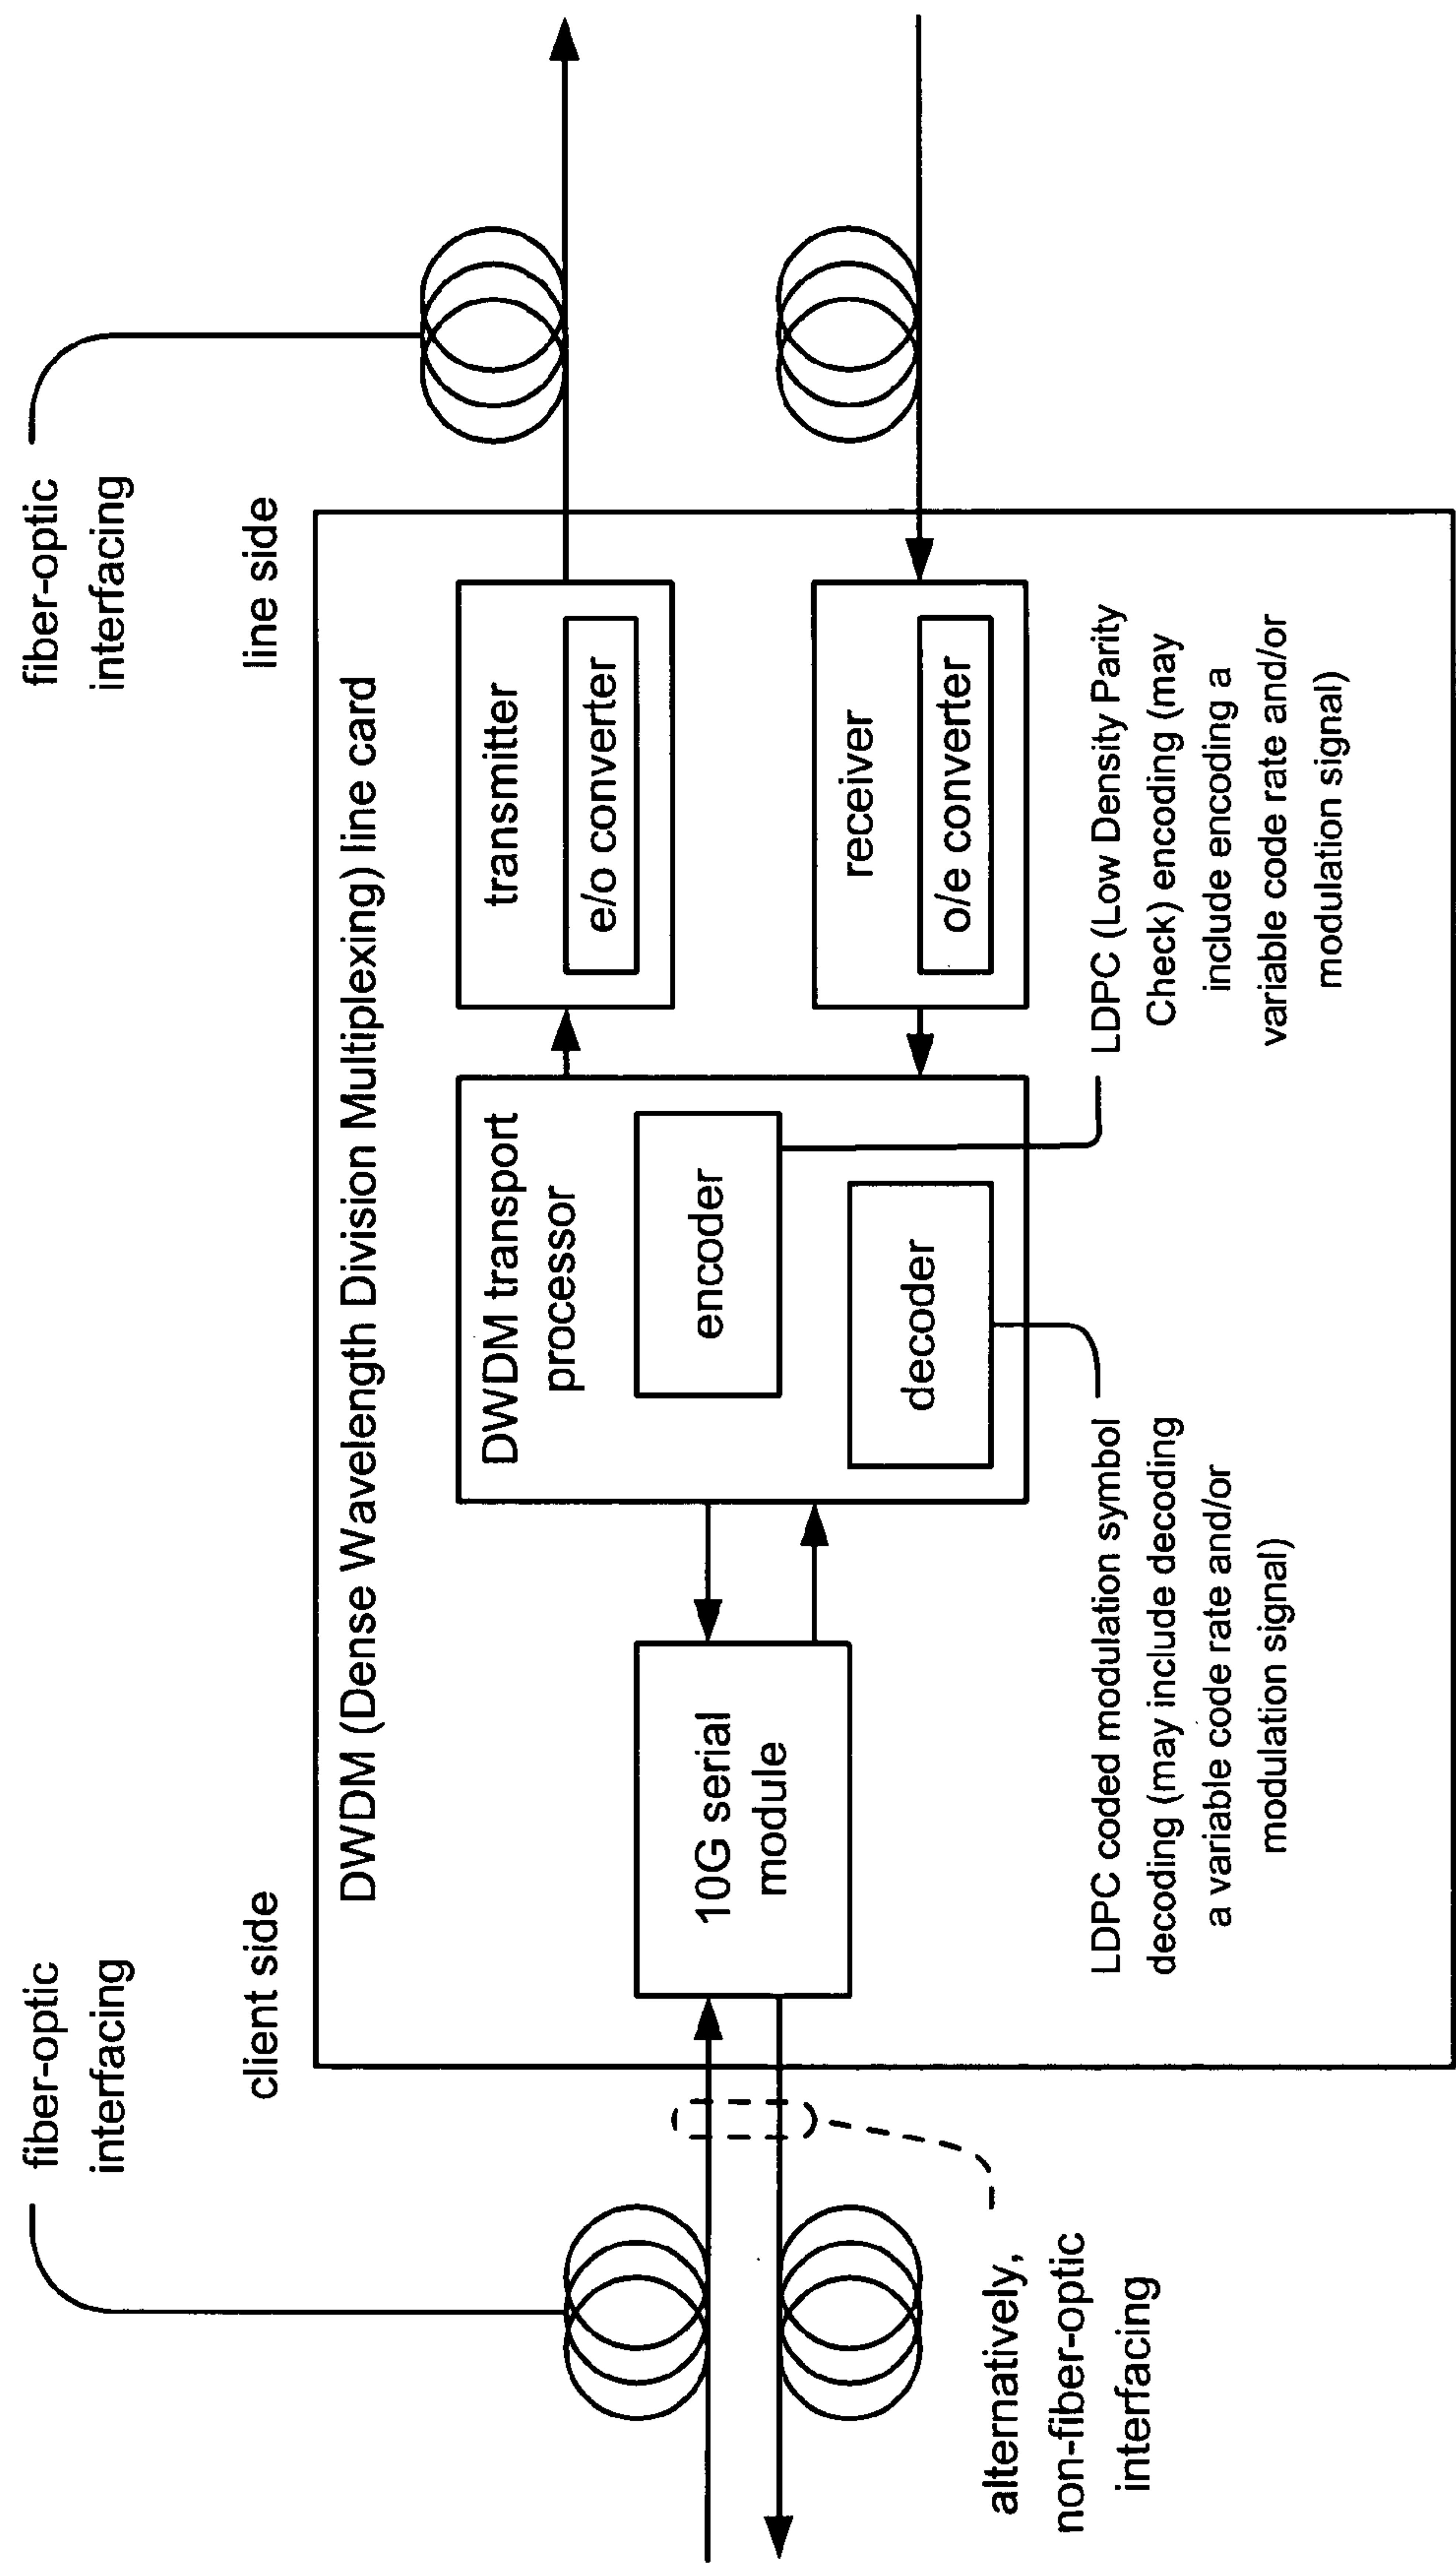 fiber-optic
interfacing
fiber-optic
interfacing
client side
line side
DWDM (Dense Wavelength Division Multiplexing) line card
10G serial
module
DWDM transport
processor
encoder
decoder
transmitter
e/o converter
receiver
o/e converter
alternatively,
non-fiber-optic
interfacing
LDPC coded modulation symbol
decoding (may include decoding
a variable code rate and/or
modulation signal)
LDPC (Low Density Parity
Check) encoding (may
include encoding a
variable code rate and/or
modulation signal)